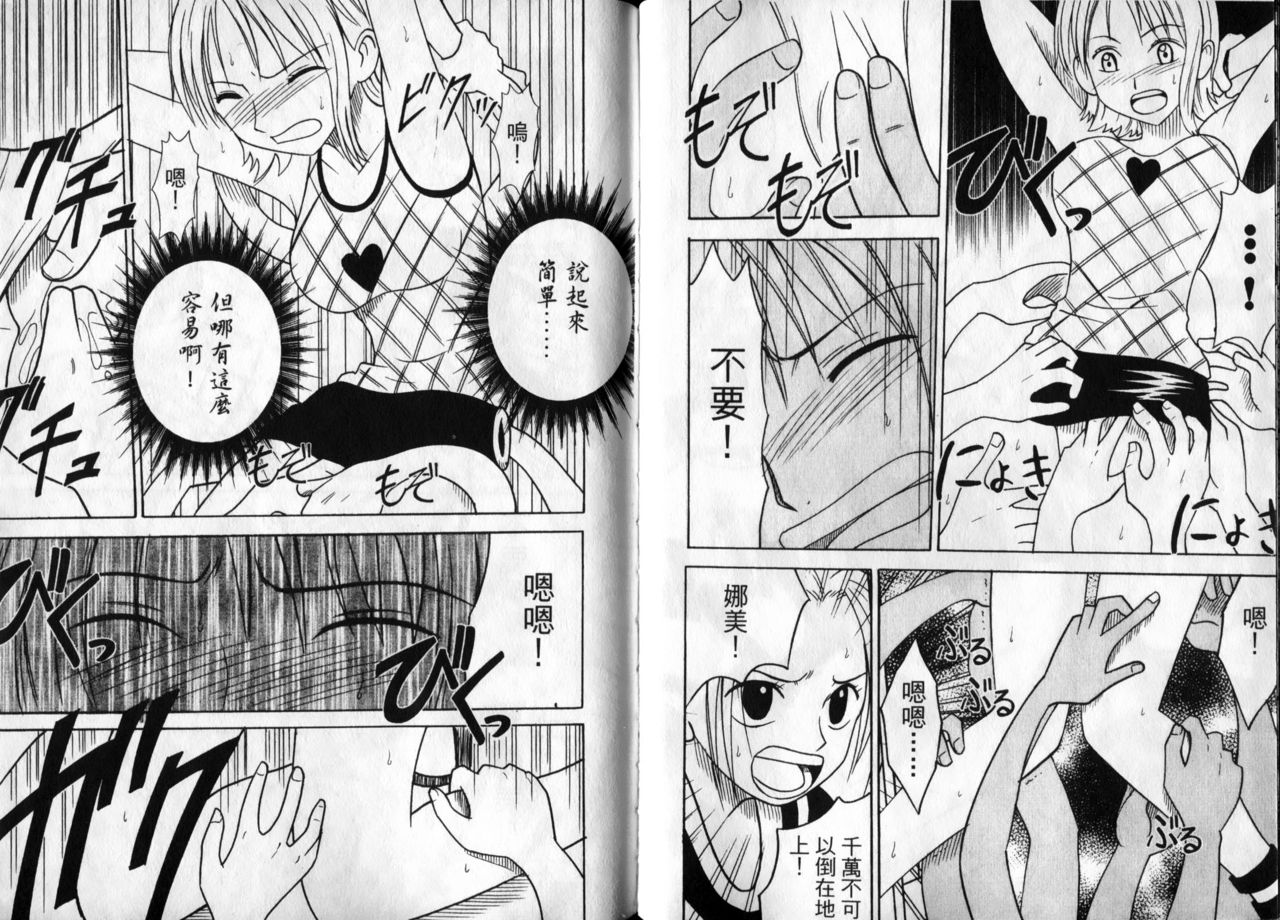 びくっ
…！
にょき
にょき
もぞ
もぞ
不要！
嗯！
嗯嗯……
ぶる
ぶる
ぶる
娜美！
千萬不可
以倒在地
上！
嗚！
ビクッ
說起來
簡單……
嗯！
但哪有這麼
容易啊！
もぞ
もぞ
グチュ
グチュ
嗯嗯！
びくっ
びくっ
ガク